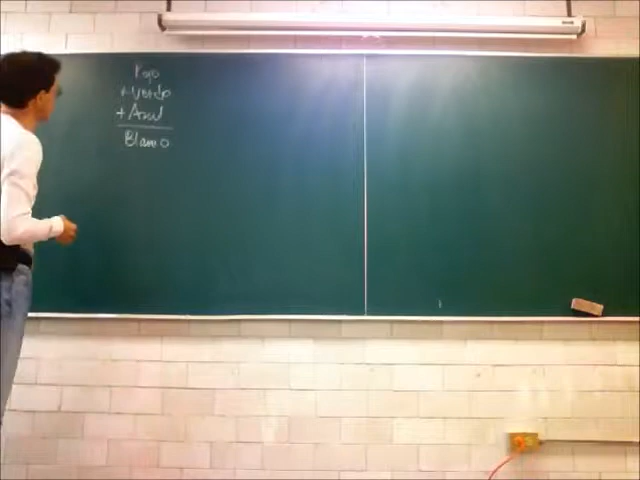 Rojo
+ Verde
+ Azul
Blanco